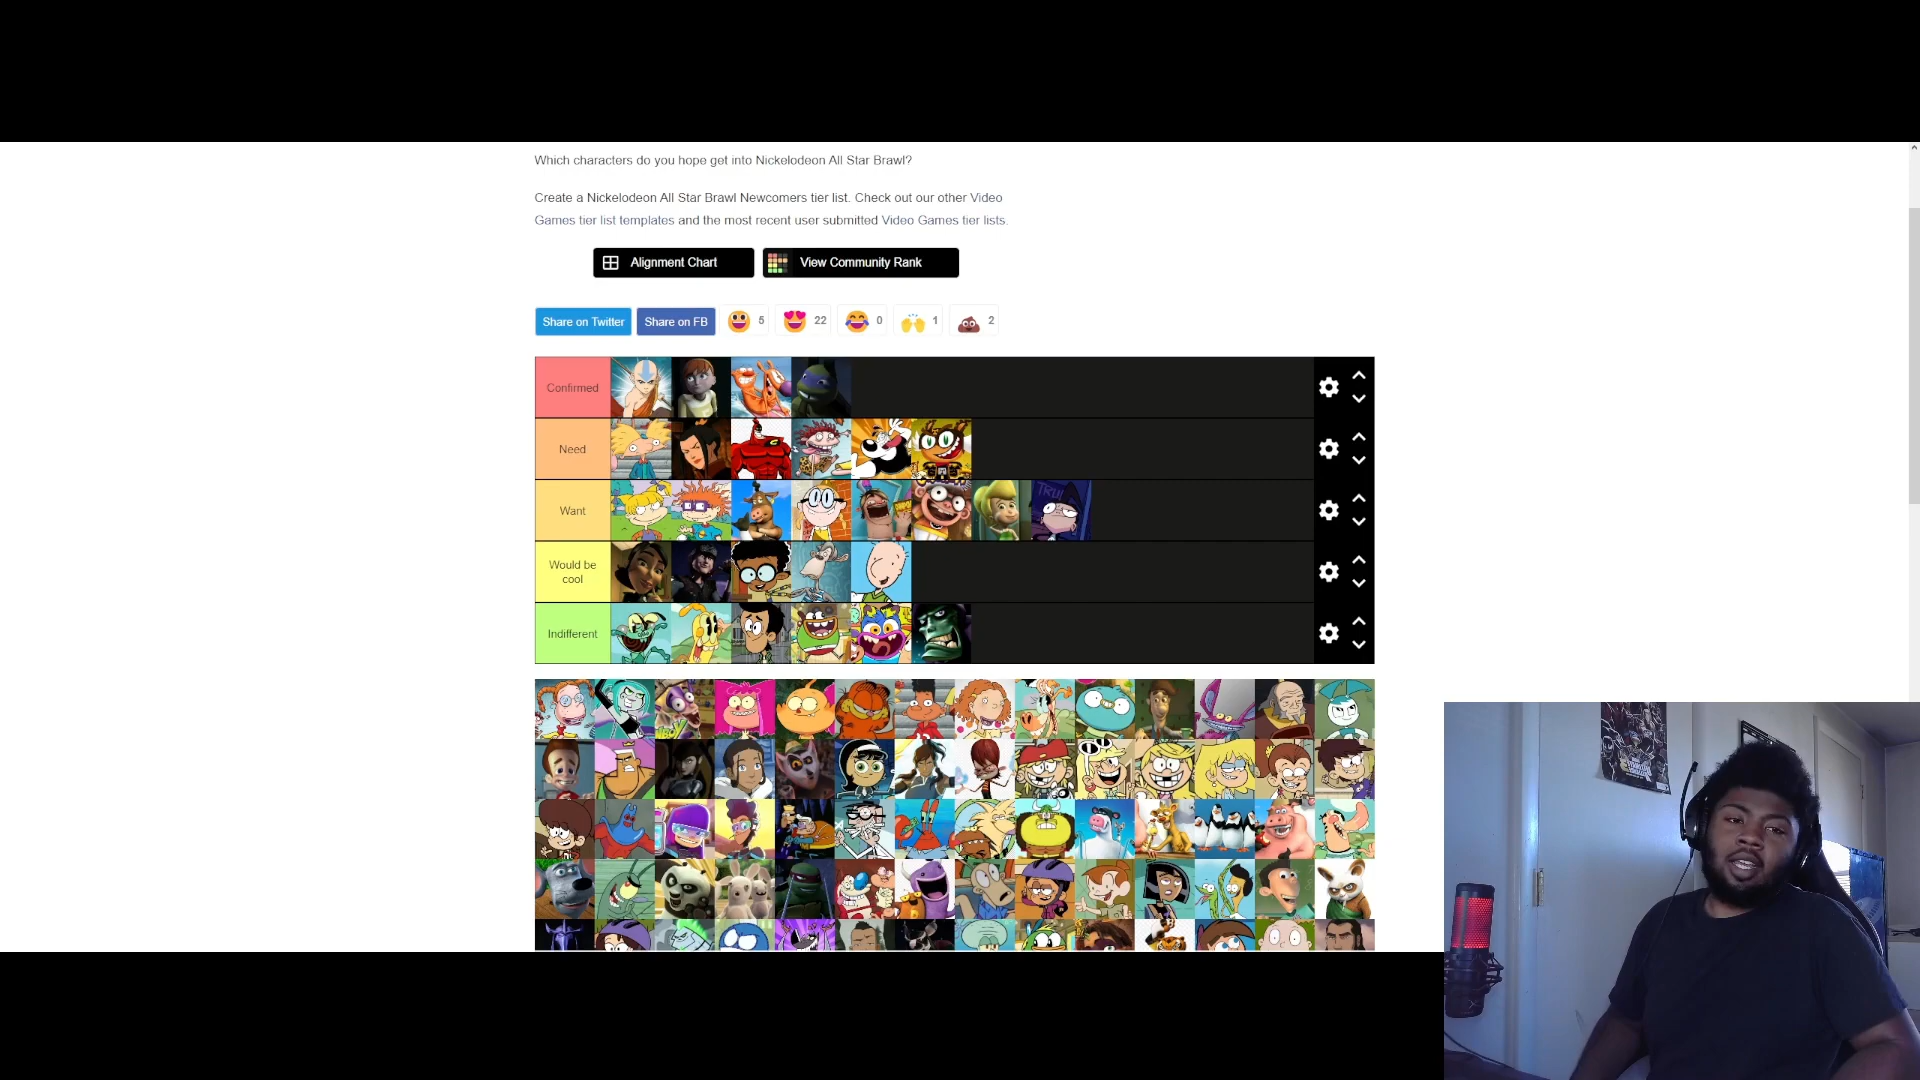 Which characters do you hope get into Nickelodeon All Star Brawl?
Create a Nickelodeon All Star Brawl Newcomers tier list. Check out our other Video
Games tier list templates and the most recent user submitted Video Games tier lists.
Alignment Chart
View Community Rank
Share on Twitter
Share on FB
5
22
0
1
2
Confirmed
Need
Want
TRU
Would be
cool
Indifferent